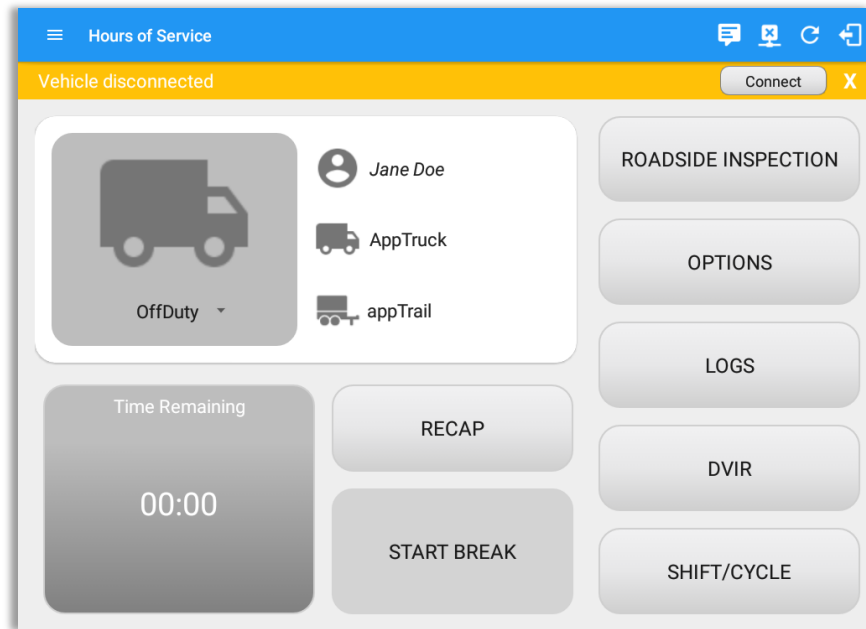 Hours of Service
Vehicle disconnected
Connect
X
Jane Doe
AppTruck
appTrail
OffDuty
Time Remaining
00:00
RECAP
START BREAK
ROADSIDE INSPECTION
OPTIONS
LOGS
DVIR
SHIFT/CYCLE